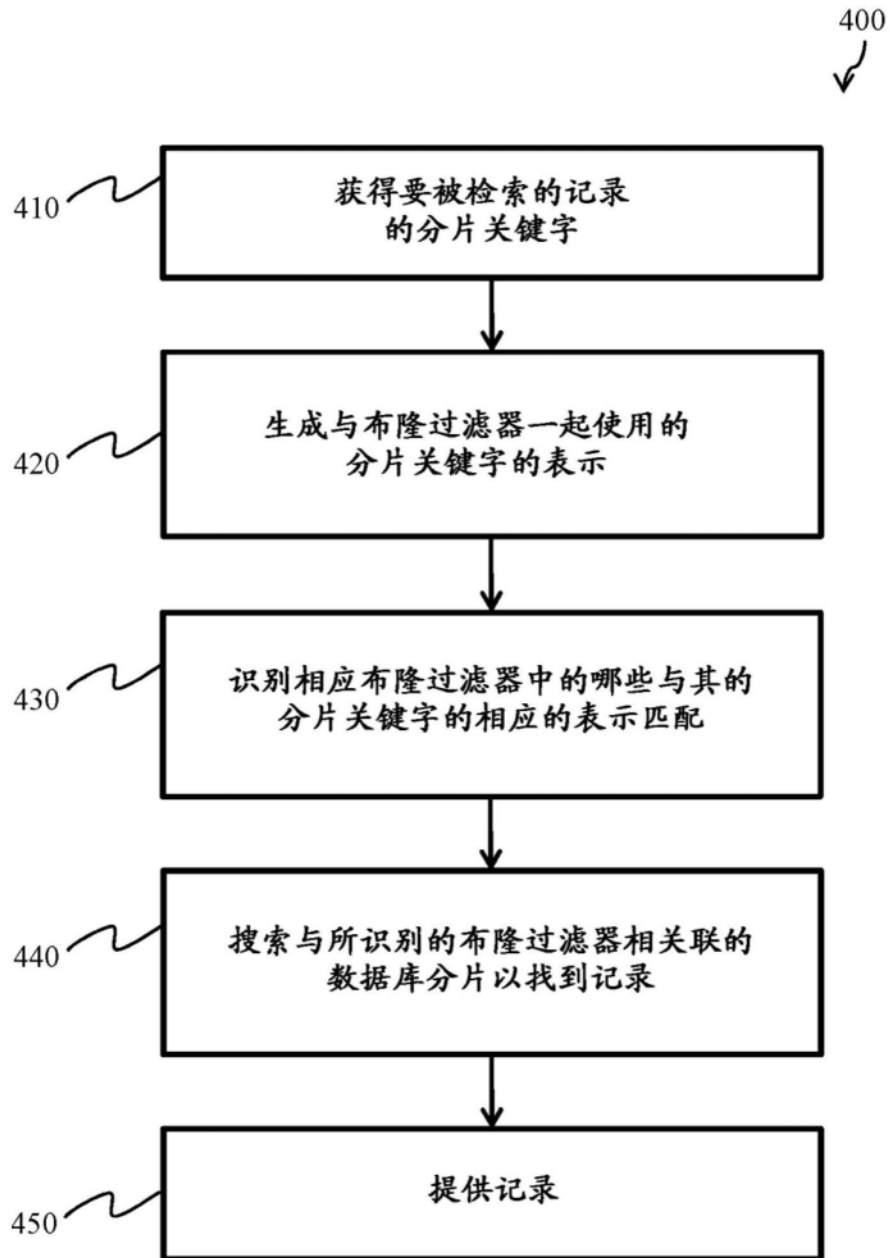 400
410
获得要被检索的记录
的分片关键字
420
生成与布隆过滤器一起使用的
分片关键字的表示
430
识别相应布隆过滤器中的哪些与其的
分片关键字的相应的表示匹配
440
搜索与所识别的布隆过滤器相关联的
数据库分片以找到记录
450
提供记录